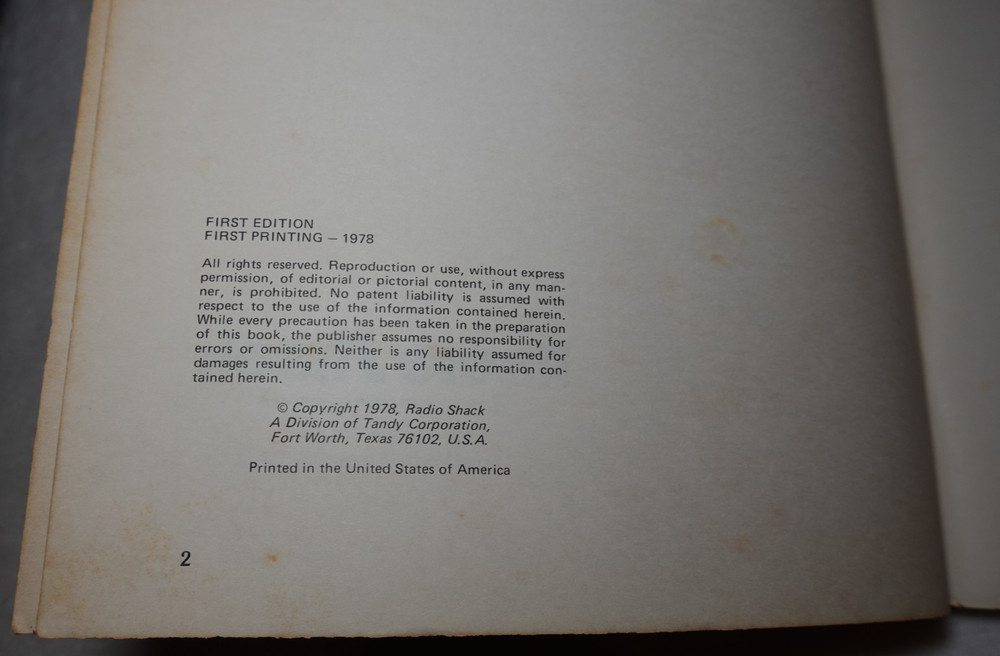 FIRST EDITION
FIRST PRINTING — 1978
All rights reserved. Reproduction or use, without express
permission, of editorial or pictorial content, in any man-
ner, is prohibited. No patent liability is assumed with
respect to the use of the information contained herein.
While every precaution has been taken in the preparation
of this book, the publisher assumes no responsibility for
errors or omissions. Neither is any liability assumed for
damages resulting from the use of the information con-
tained herein.
© Copyright 1978, Radio Shack
A Division of Tandy Corporation,
Fort Worth, Texas 76102, U.S.A.
Printed in the United States of America
2